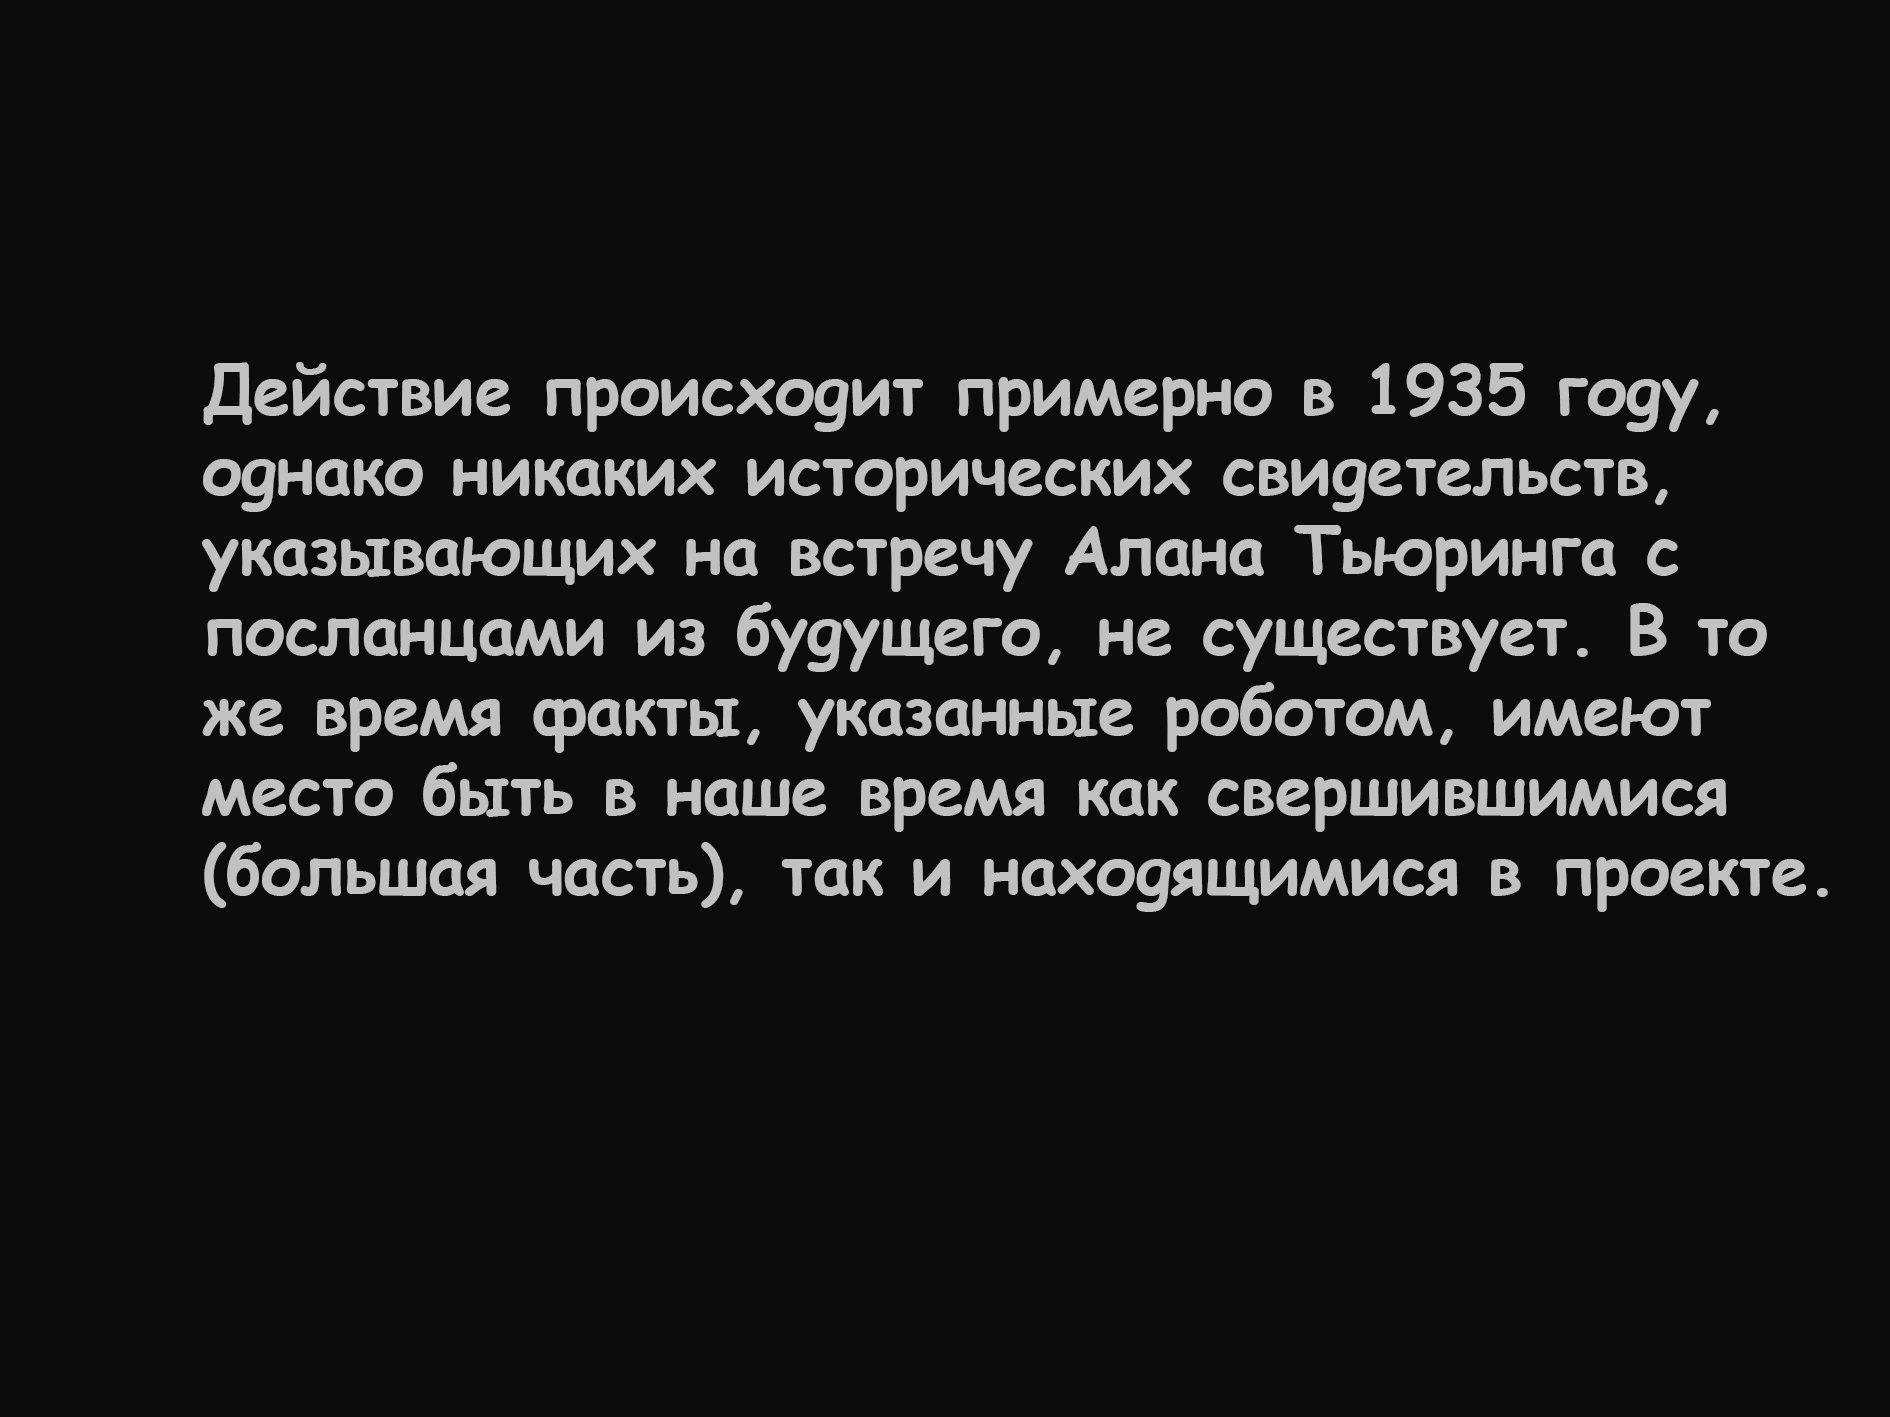 Действие происходит примерно в 1935 году,
однако никаких исторических свидетельств,
указывающих на встречу Алана Тьюринга с
посланцами из будущего, не существует. В то
же время факты, указанные роботом, имеют
место быть в наше время как свершившимися
(большая часть), так и находящимися в проекте.